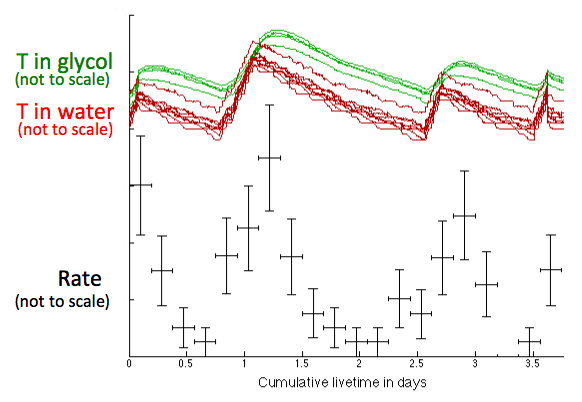 T in glycol
(not to scale)
T in water
(not to scale)
Rate
(not to scale)
0 0.5 1 1.5 2 2.5 3 3.5
Cumulative livetime in days